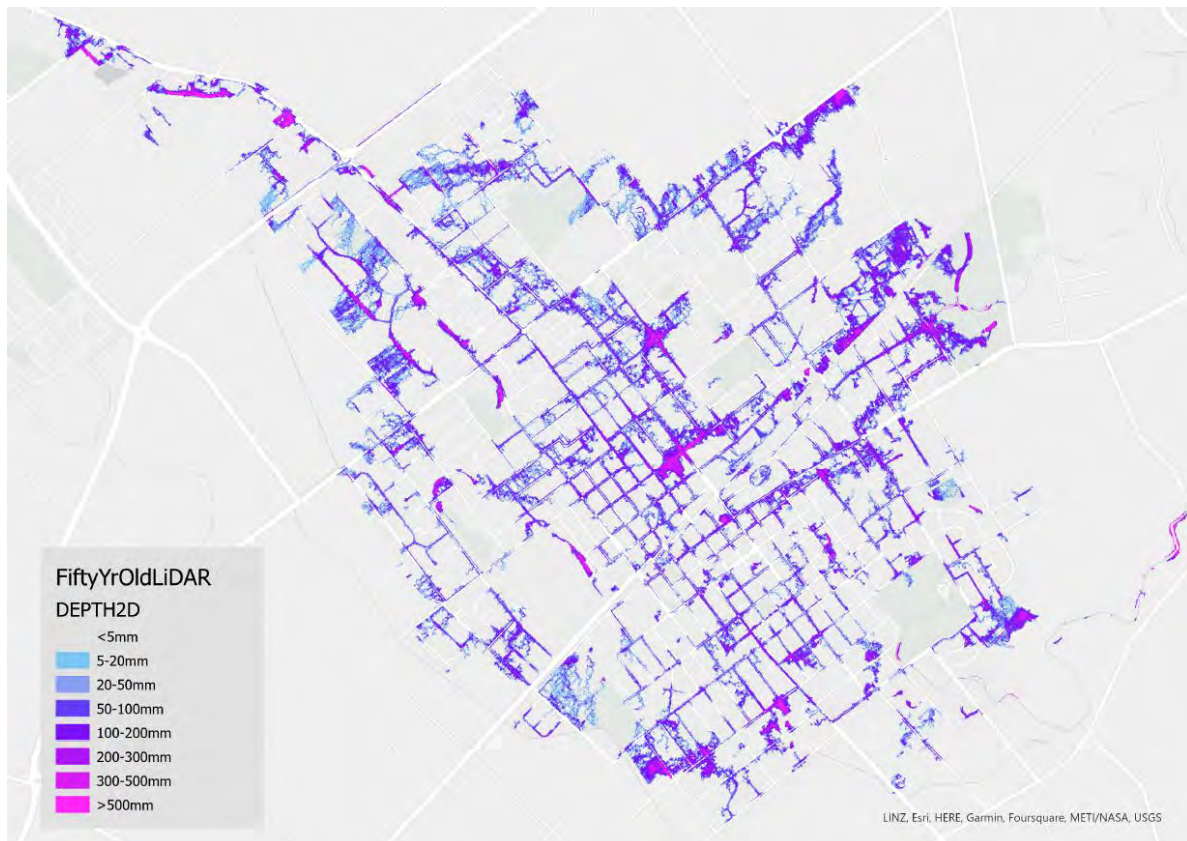 FiftyYrOldLiDAR
DEPTH2D
<5mm
5-20mm
20-50mm
50-100mm
100-200mm
200-300mm
300-500mm
>500mm
LINZ, Esri, HERE, Garmin, Foursquare, METI/NASA, USGS